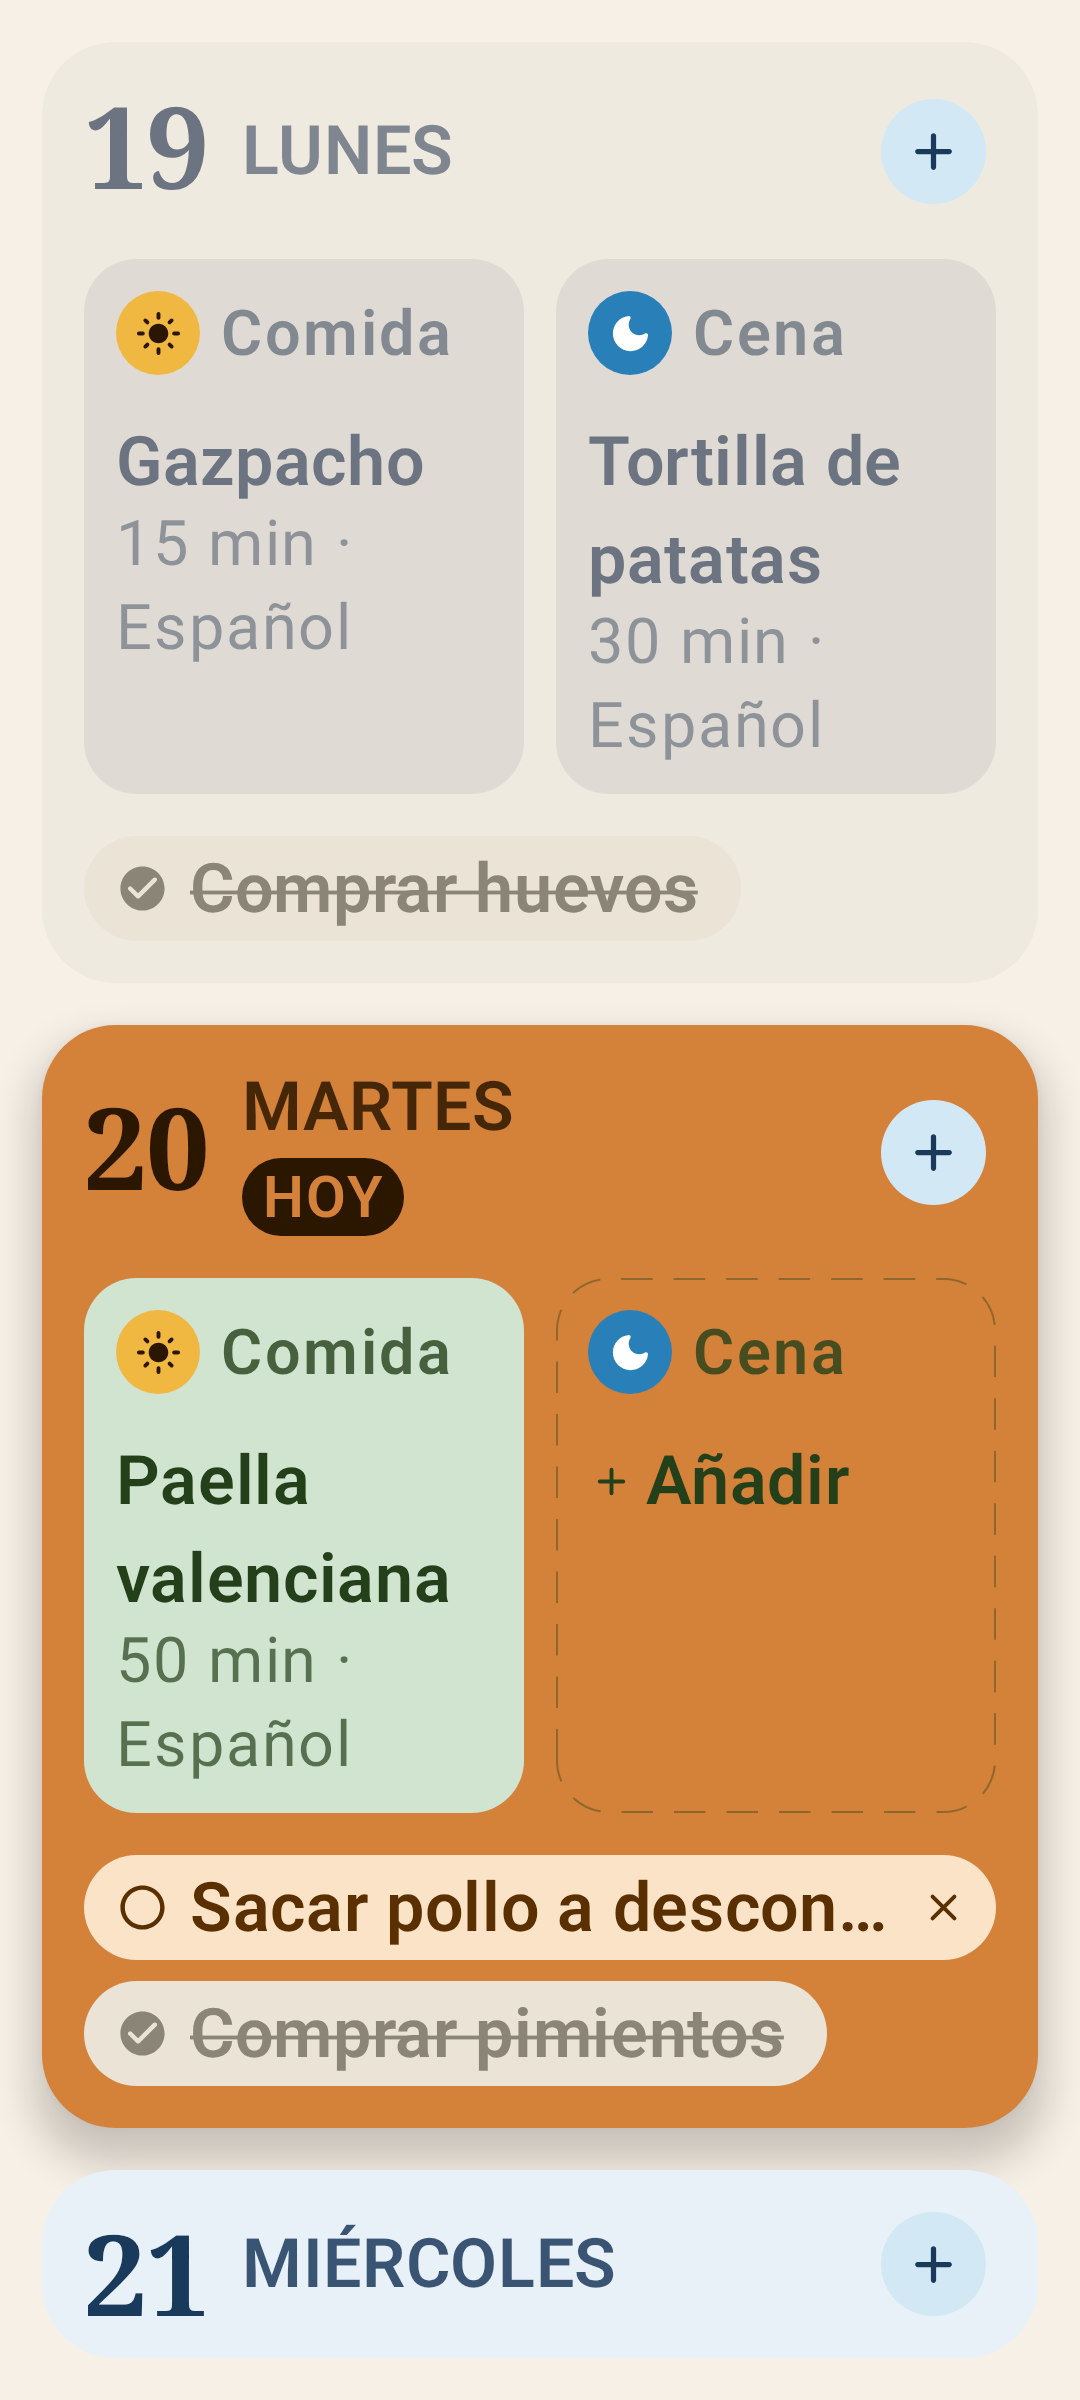 19 LUNES
Comida
Gazpacho
15 min ·
Español
Cena
Tortilla de
patatas
30 min ·
Español
Comprar huevos
20 MARTES
HOY
Comida
Paella
valenciana
50 min ·
Español
Cena
+ Añadir
Sacar pollo a descon...
Comprar pimientos
21 MIÉRCOLES